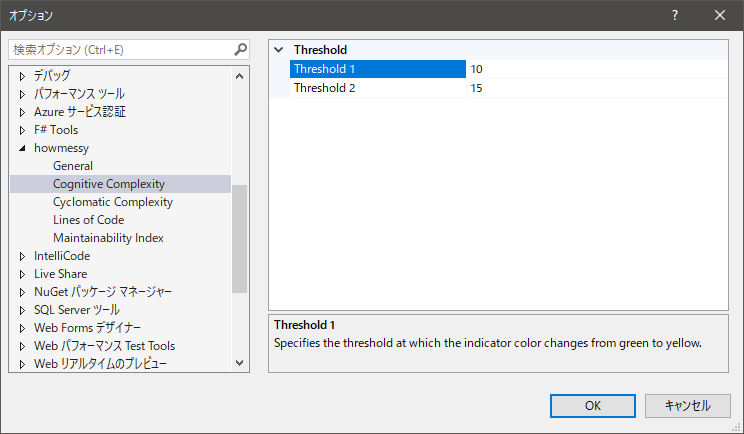 オプション
?
検索オプション (Ctrl+E)
デバッグ
パフォーマンス ツール
Azure サービス認証
F# Tools
howmessy
General
Cognitive Complexity
Cyclomatic Complexity
Lines of Code
Maintainability Index
IntelliCode
Live Share
NuGet パッケージ マネージャー
SQL Server ツール
Web Forms デザイナー
Web パフォーマンス Test Tools
Web リアルタイムのプレビュー
Threshold
Threshold 1 10
Threshold 2 15
Threshold 1
Specifies the threshold at which the indicator color changes from green to yellow.
OK キャンセル